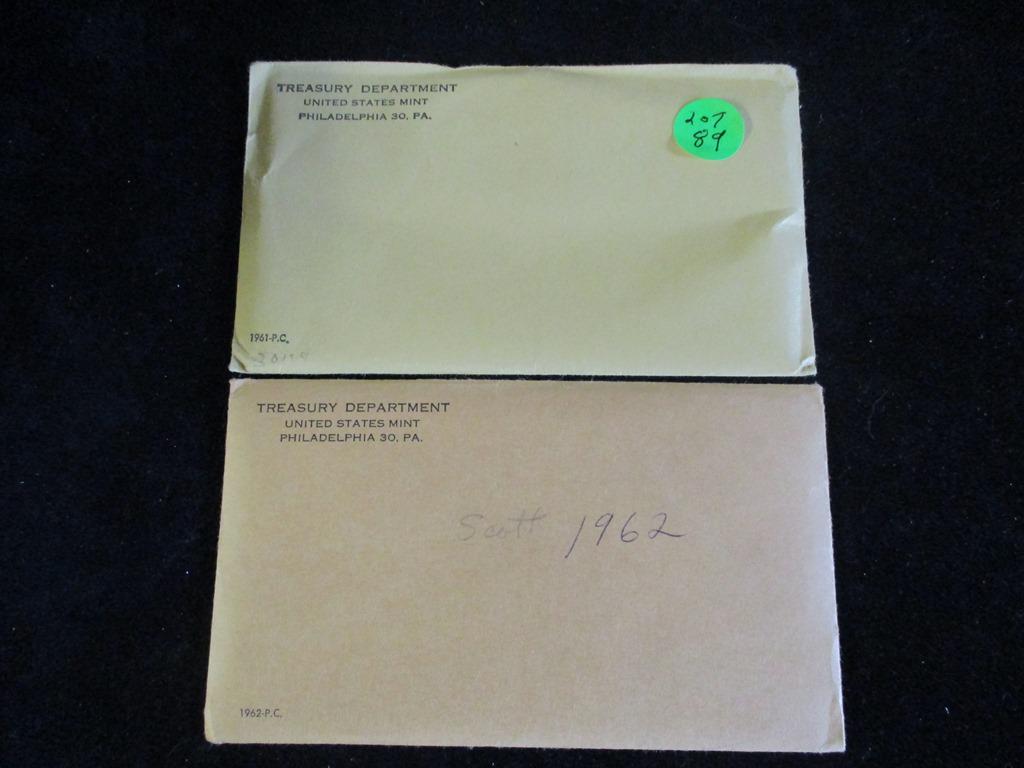 TREASURY DEPARTMENT
UNITED STATES MINT
PHILADELPHIA 30, PA.
LOT
89
1961-P.C.
TREASURY DEPARTMENT
UNITED STATES MINT
PHILADELPHIA 30, PA.
Scott 1962
1962-P.C.